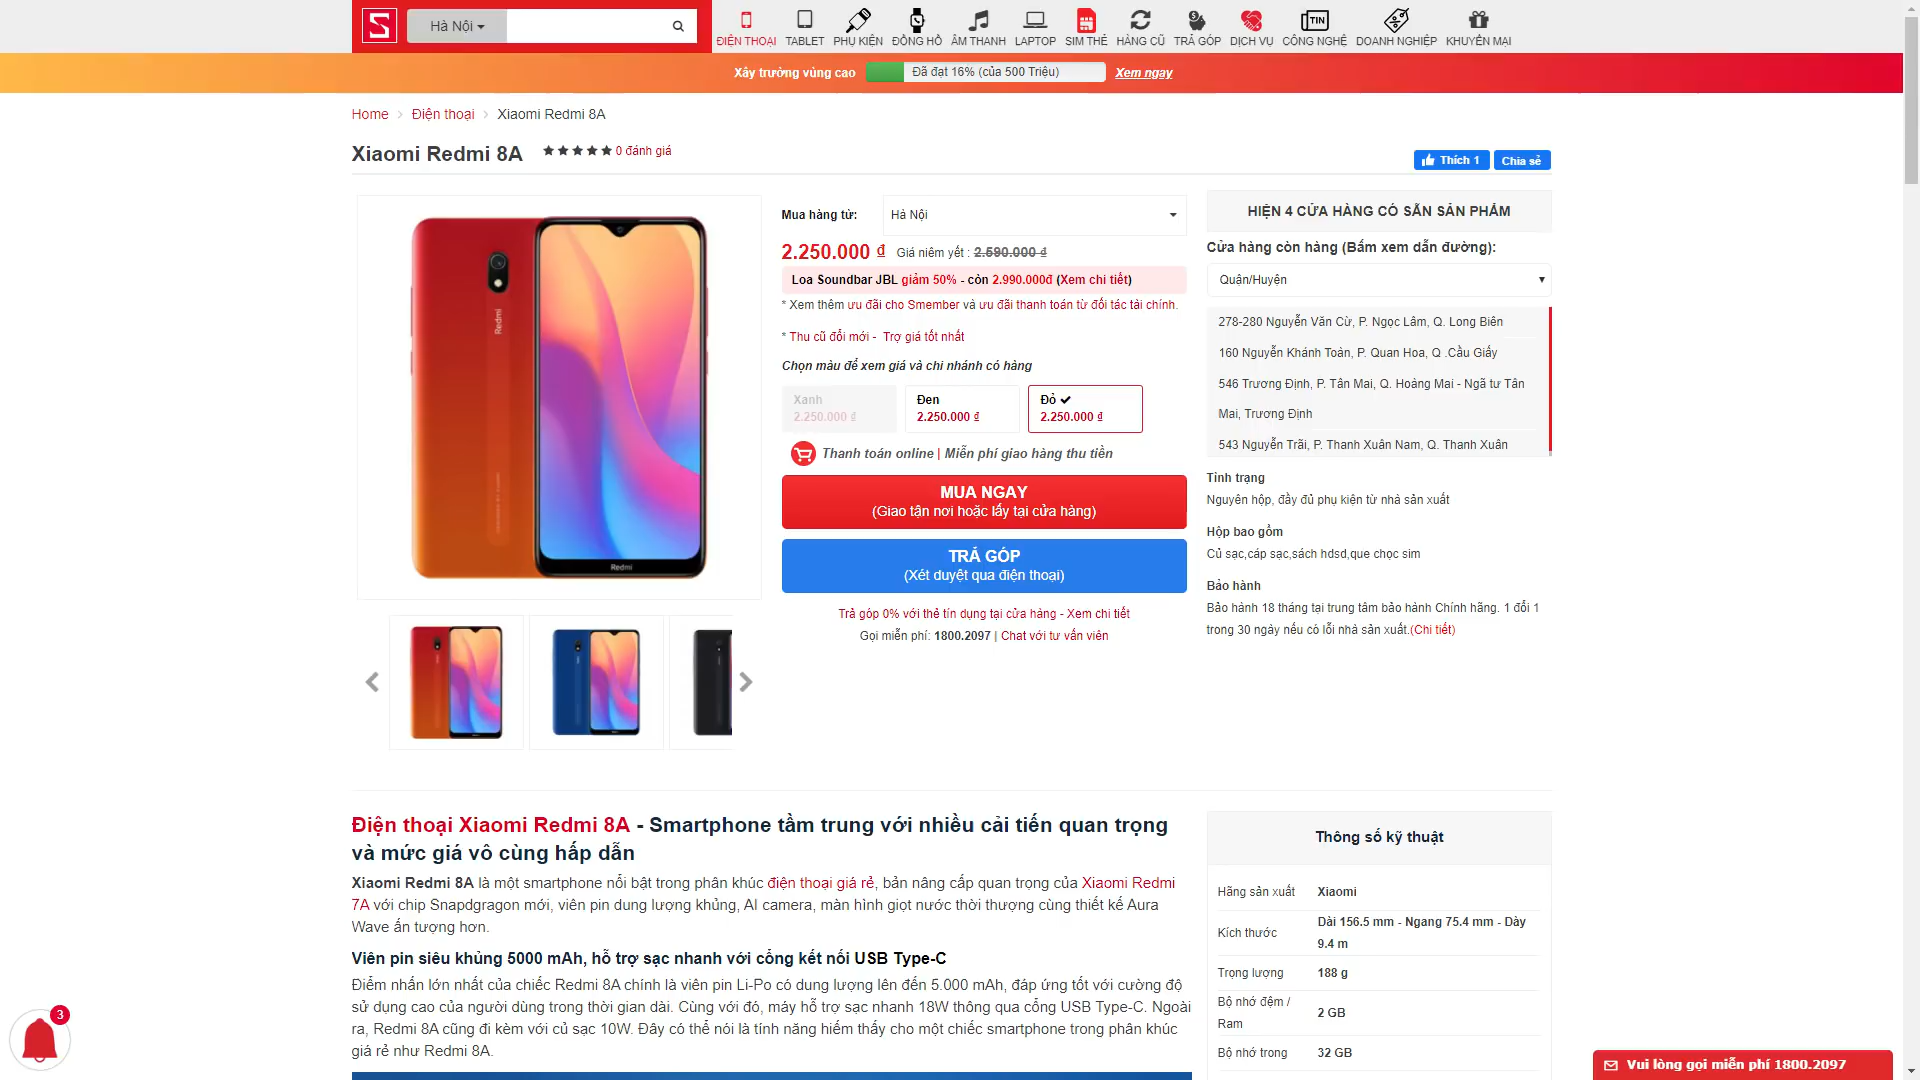 Hà Nội
ĐIỆN THOẠI
TABLET
PHỤ KIỆN
ĐỒNG HỒ
ÂM THANH
LAPTOP
SIM THẺ
HÀNG CŨ
TRẢ GÓP
DỊCH VỤ
TIN
CÔNG NGHỆ
DOANH NGHIỆP
KHUYẾN MẠI
Xây trường vùng cao
Đã đạt 16% (của 500 Triệu)
Xem ngay
Home > Điện thoại > Xiaomi Redmi 8A
Xiaomi Redmi 8A
0 đánh giá
Thích 1
Chia sẻ
Redmi
Redmi
Mua hàng từ:
Hà Nội
2.250.000 ₫
Giá niêm yết : 2.590.000 ₫
Loa Soundbar JBL giảm 50% - còn 2.990.000đ (Xem chi tiết)
* Xem thêm ưu đãi cho Smember và ưu đãi thanh toán từ đối tác tài chính.
* Thu cũ đổi mới - Trợ giá tốt nhất
Chọn màu để xem giá và chi nhánh có hàng
Xanh
2.250.000 ₫
Đen
2.250.000 ₫
Đỏ
2.250.000 ₫
Thanh toán online | Miễn phí giao hàng thu tiền
MUA NGAY
(Giao tận nơi hoặc lấy tại cửa hàng)
TRẢ GÓP
(Xét duyệt qua điện thoại)
Trả góp 0% với thẻ tín dụng tại cửa hàng - Xem chi tiết
Gọi miễn phí: 1800.2097 | Chat với tư vấn viên
HIỆN 4 CỬA HÀNG CÓ SẴN SẢN PHẨM
Cửa hàng còn hàng (Bấm xem dẫn đường):
Quận/Huyện
278-280 Nguyễn Văn Cừ, P. Ngọc Lâm, Q. Long Biên
160 Nguyễn Khánh Toàn, P. Quan Hoa, Q .Cầu Giấy
546 Trương Định, P. Tân Mai, Q. Hoàng Mai - Ngã tư Tân
Mai, Trương Định
543 Nguyễn Trãi, P. Thanh Xuân Nam, Q. Thanh Xuân
Tình trạng
Nguyên hộp, đầy đủ phụ kiện từ nhà sản xuất
Hộp bao gồm
Củ sạc,cáp sạc,sách hdsd,que chọc sim
Bảo hành
Bảo hành 18 tháng tại trung tâm bảo hành Chính hãng. 1 đổi 1
trong 30 ngày nếu có lỗi nhà sản xuất.(Chi tiết)
Điện thoại Xiaomi Redmi 8A - Smartphone tầm trung với nhiều cải tiến quan trọng
và mức giá vô cùng hấp dẫn
Xiaomi Redmi 8A là một smartphone nổi bật trong phân khúc điện thoại giá rẻ, bản nâng cấp quan trọng của Xiaomi Redmi
7A với chip Snapdgragon mới, viên pin dung lượng khủng, AI camera, màn hình giọt nước thời thượng cùng thiết kế Aura
Wave ấn tượng hơn.
Viên pin siêu khủng 5000 mAh, hỗ trợ sạc nhanh với cổng kết nối USB Type-C
Điểm nhấn lớn nhất của chiếc Redmi 8A chính là viên pin Li-Po có dung lượng lên đến 5.000 mAh, đáp ứng tốt với cường độ
sử dụng cao của người dùng trong thời gian dài. Cùng với đó, máy hỗ trợ sạc nhanh 18W thông qua cổng USB Type-C. Ngoài
ra, Redmi 8A cũng đi kèm với củ sạc 10W. Đây có thể nói là tính năng hiếm thấy cho một chiếc smartphone trong phân khúc
giá rẻ như Redmi 8A.
Thông số kỹ thuật
Hãng sản xuất
Xiaomi
Kích thước
Dài 156.5 mm - Ngang 75.4 mm - Dày
9.4 m
Trọng lượng
188 g
Bộ nhớ đệm /
Ram
2 GB
Bộ nhớ trong
32 GB
3
Vui lòng gọi miễn phí 1800.2097